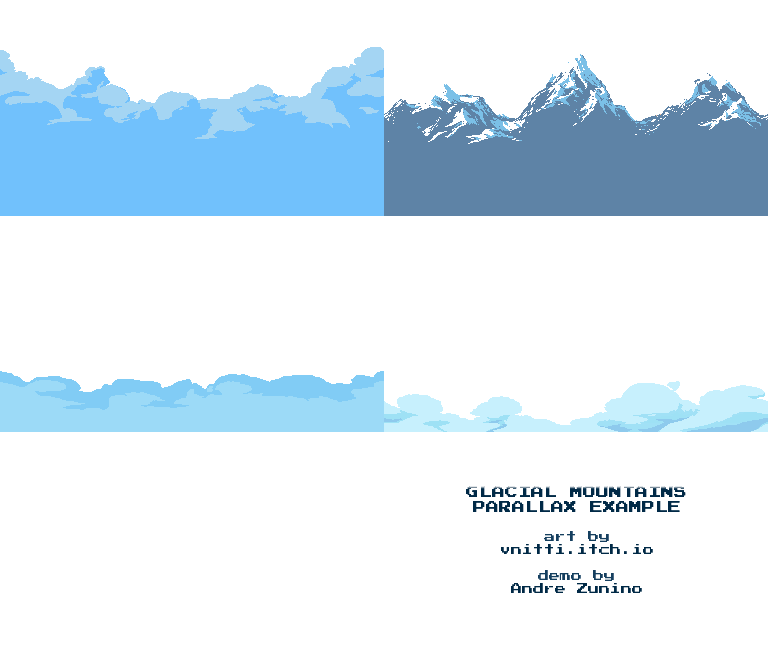 GLACIAL MOUNTAINS
PARALLAX EXAMPLE
art by
vnitti.itch.io
demo by
Andre Zunino